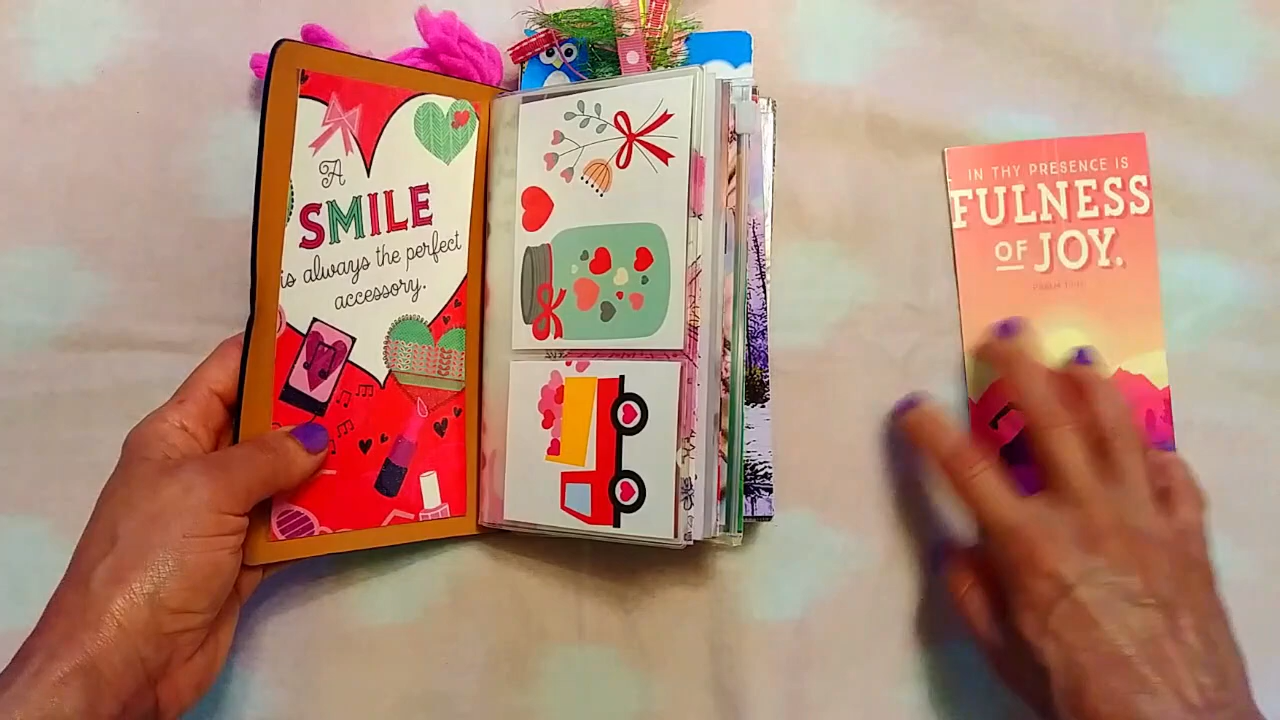 A
SMILE
is always the perfect
accessory.
IN THY PRESENCE IS
FULNESS
OF JOY.